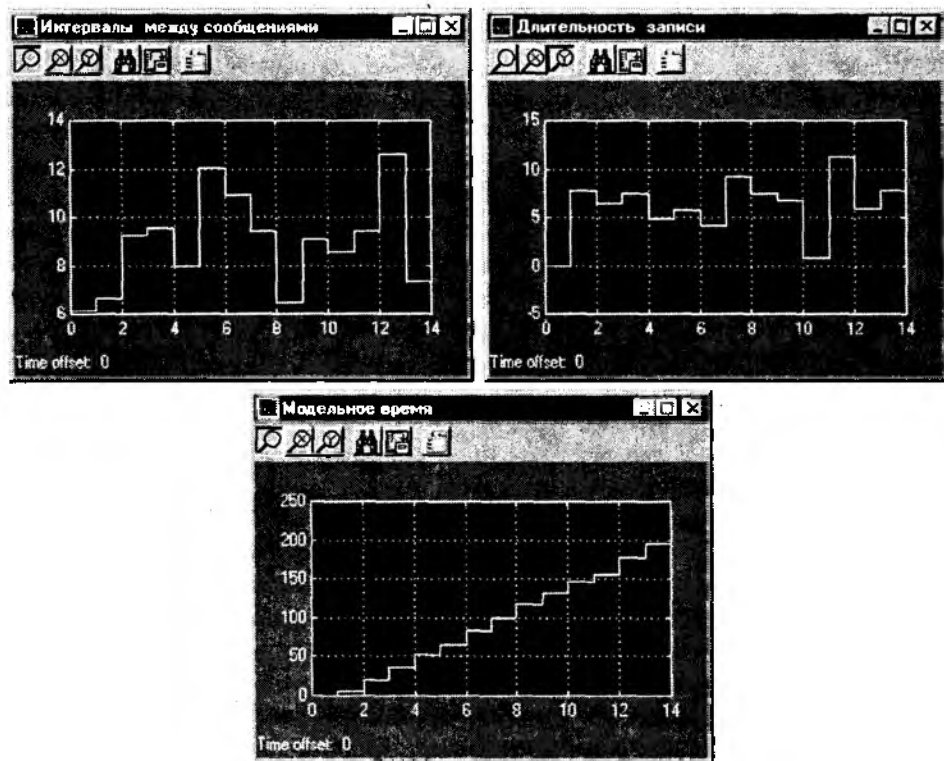 Интервалы между сообщениями
14
12
10
8
6
0 2 4 6 8 10 12 14
Time offset: 0
Длительность записи
15
10
5
0
-5
0 2 4 6 8 10 12 14
Time offset: 0
Модельное время
250
200
150
100
50
0
0 2 4 6 8 10 12 14
Time offset: 0